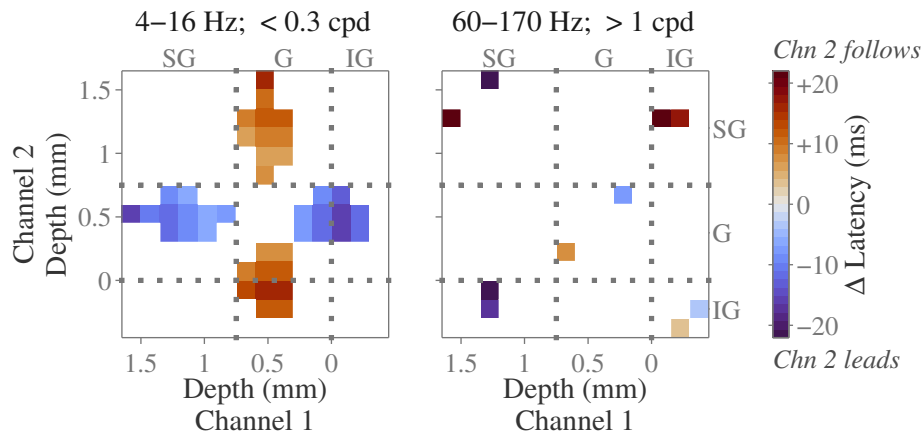 4–16 Hz; < 0.3 cpd
60–170 Hz; > 1 cpd
SG G IG
SG G IG
Chn 2 follows
1.5
1
0.5
0
Channel 2
Depth (mm)
SG
G
IG
+20
+10
0
−10
−20
Δ Latency (ms)
Chn 2 leads
1.5 1 0.5 0
1.5 1 0.5 0
Depth (mm)
Channel 1
Depth (mm)
Channel 1